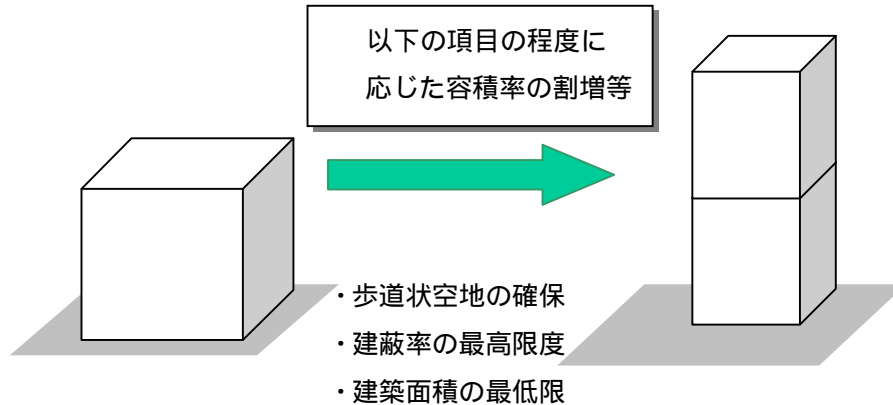 以下の項目の程度に
応じた容積率の割増等
・歩道状空地の確保
・建蔽率の最高限度
・建築面積の最低限